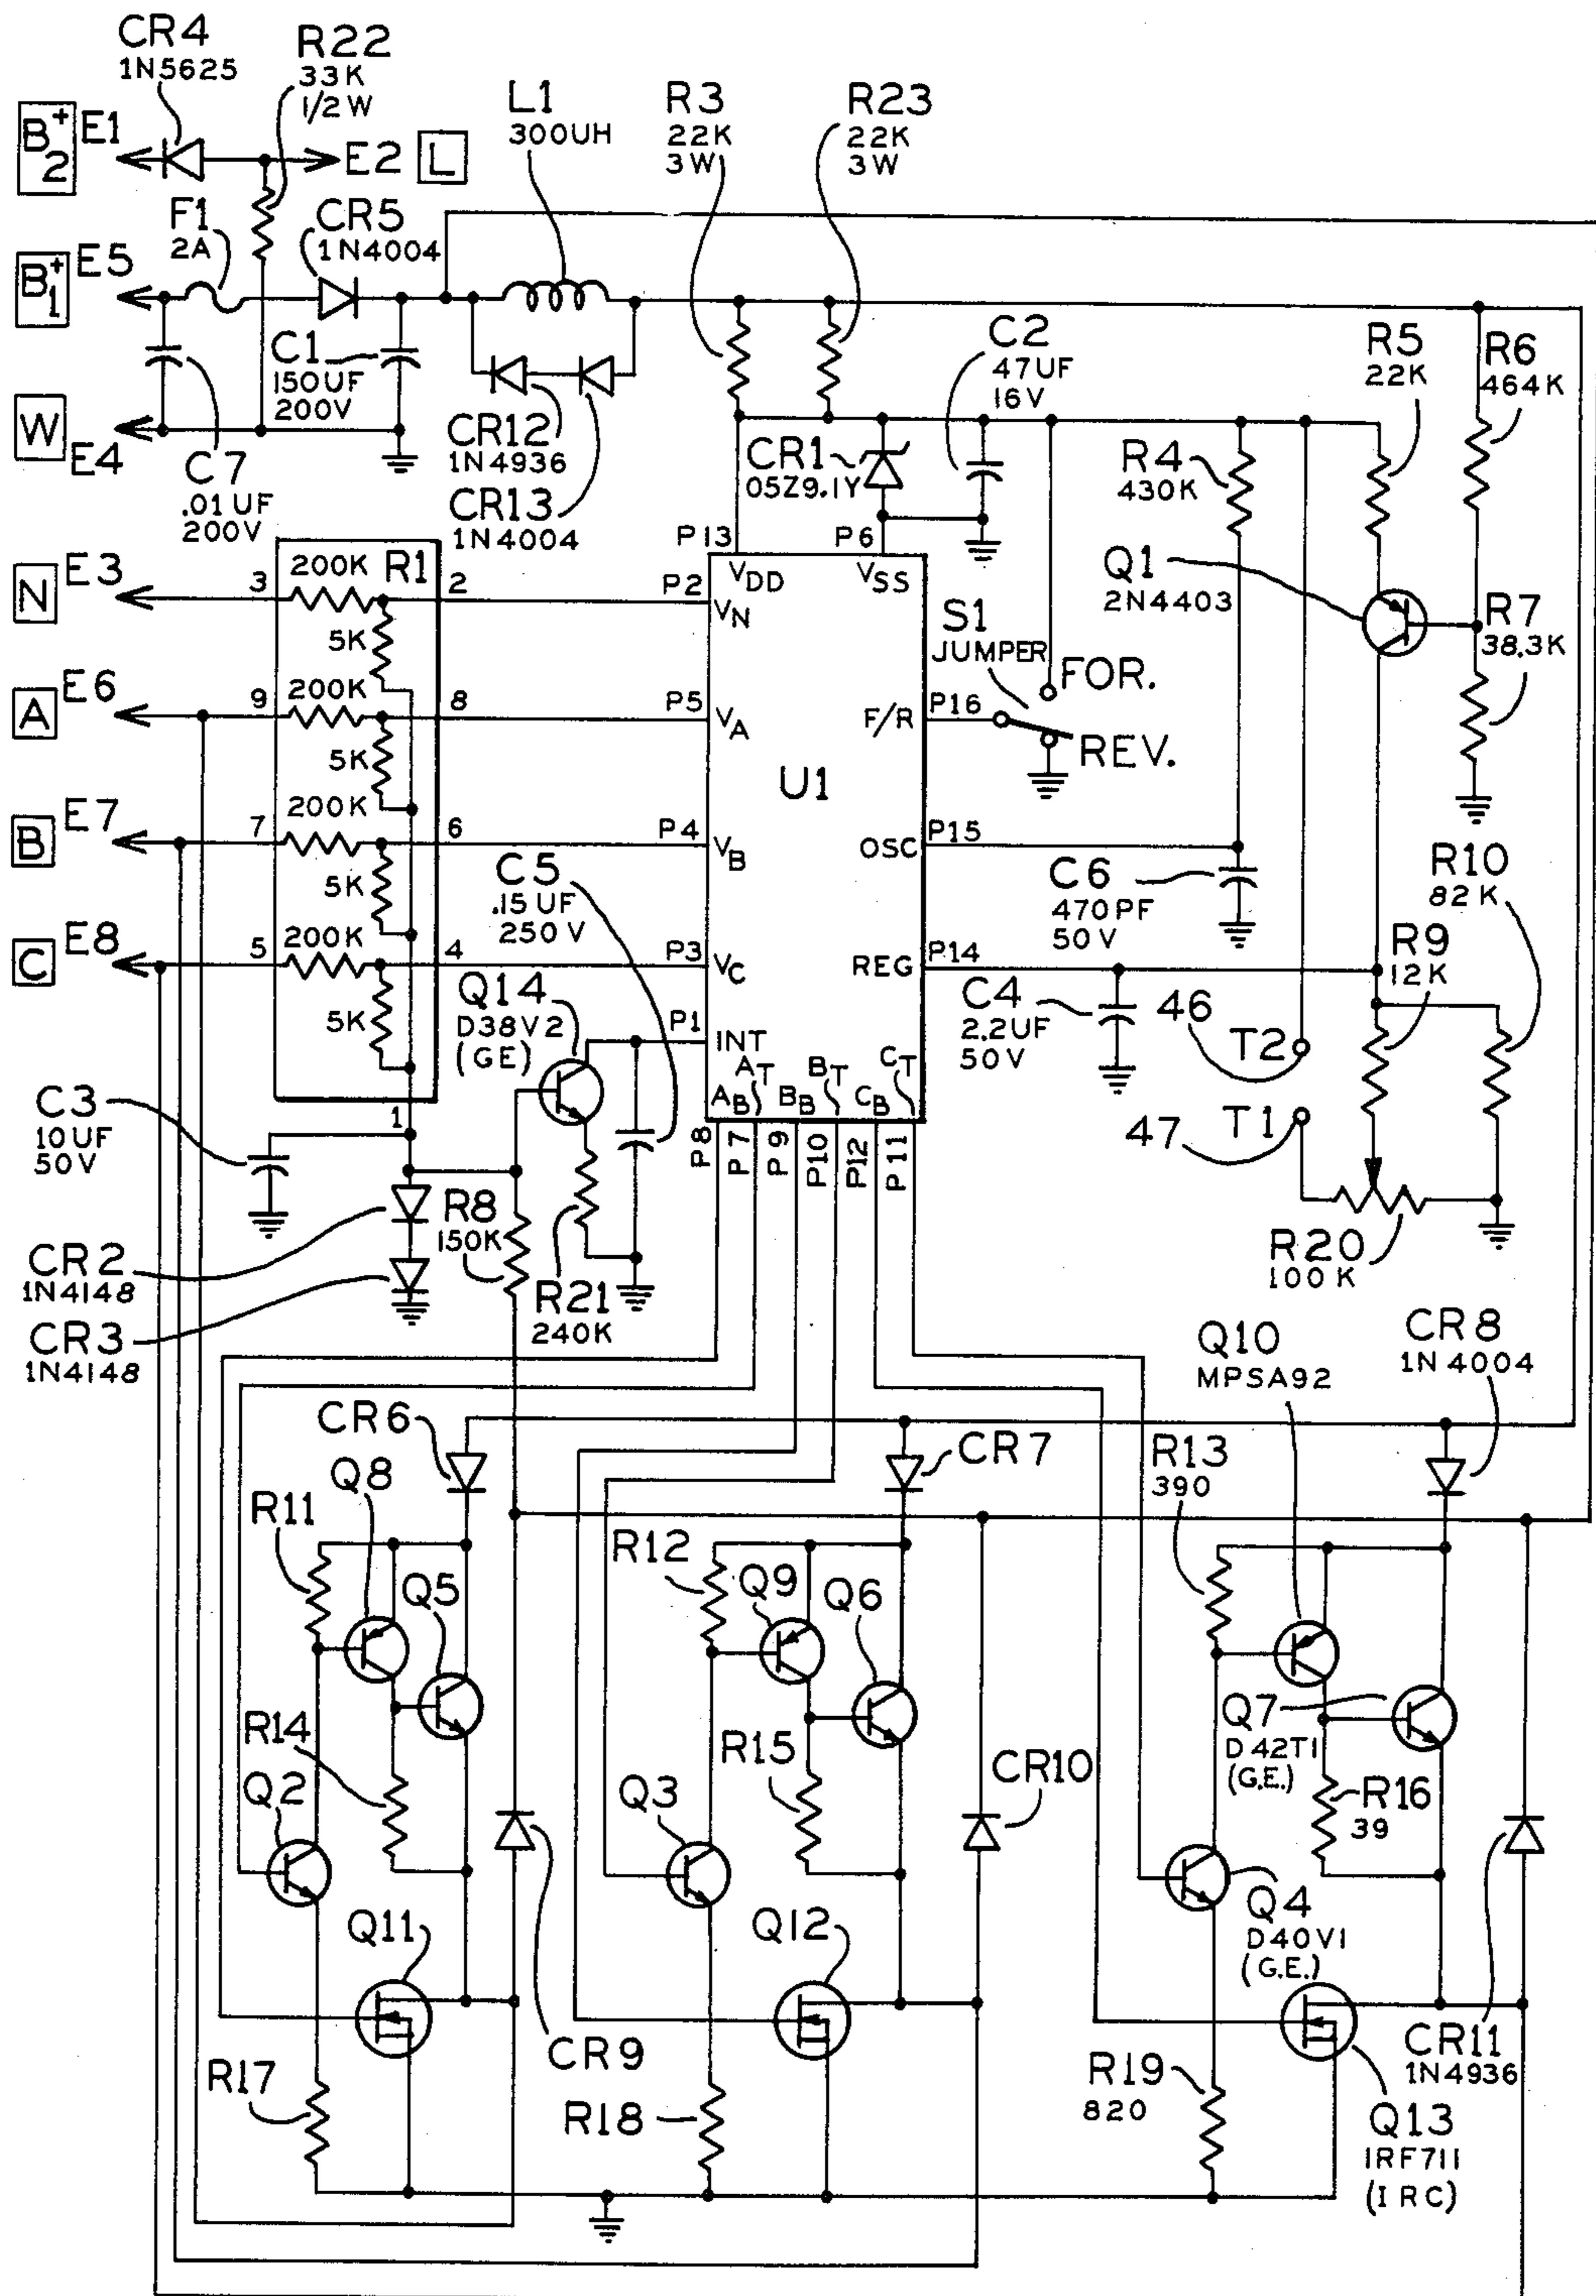 CR4
1N5625
R22
33K
1/2 W
L1
300UH
R3
22K
3W
R23
22K
3W
B+2
E1
E2
L
F1
2A
CR5
1N4004
B+1
E5
C1
150UF
200V
C2
47UF
16V
R5
22K
R6
464K
W
E4
C7
.01UF
200V
CR12
1N4936
CR13
1N4004
CR1
05Z9.1Y
R4
430K
P13
P6
VDD
VSS
Q1
2N4403
N
E3
3
200K
R1
2
P2
VN
5K
S1
JUMPER
FOR.
R7
38.3K
A
E6
9
200K
8
P5
VA
F/R
P16
REV.
5K
U1
B
E7
7
200K
6
P4
VB
OSC
P15
5K
C5
.15UF
250V
C6
470PF
50V
R10
82K
C
E8
5
200K
4
P3
VC
REG
P14
R9
12K
5K
Q14
D38V2
(GE)
P1
INT
C4
2.2UF
50V
46
T2
AB
AT
BB
BT
CB
CT
C3
10UF
50V
1
P8
P7
P9
P10
P12
P11
47
T1
R8
150K
CR2
1N4148
R21
240K
R20
100K
CR3
1N4148
Q10
MPSA92
CR8
1N4004
CR6
CR7
Q8
R13
390
R11
Q5
R12
Q9
Q6
R14
R15
Q7
D42T1
(G.E.)
Q2
Q3
CR10
R16
39
Q11
Q12
Q4
D40V1
(G.E.)
CR9
CR11
1N4936
R17
R18
R19
820
Q13
IRF711
(IRC)